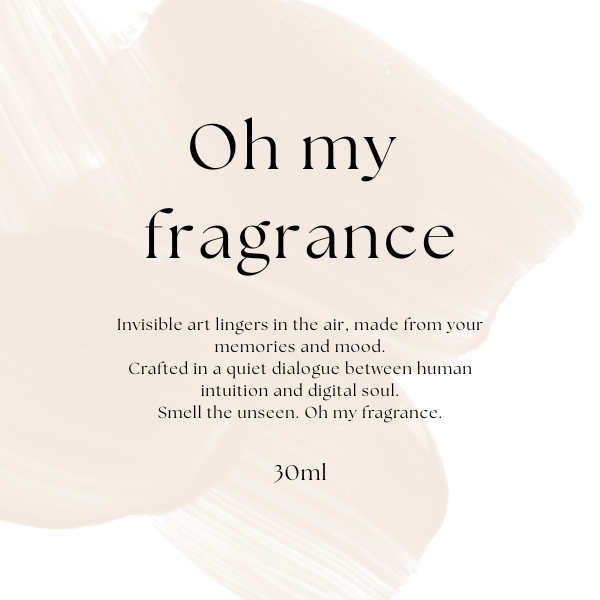 Oh my
fragrance
Invisible art lingers in the air, made from your
memories and mood.
Crafted in a quiet dialogue between human
intuition and digital soul.
Smell the unseen. Oh my fragrance.
30ml